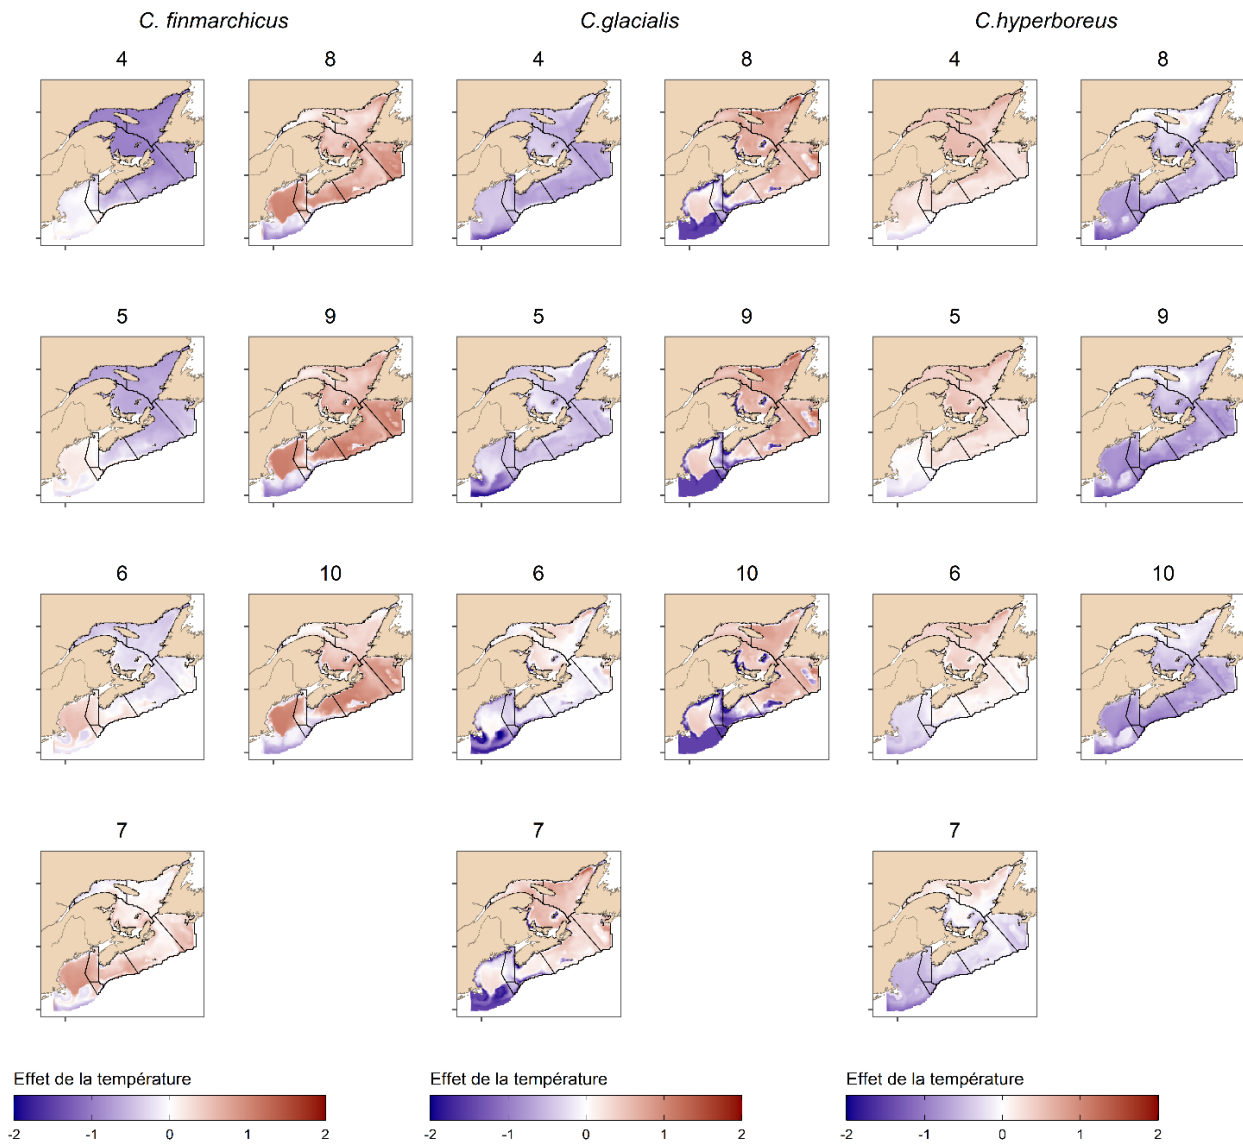 C. finmarchicus C.glacialis C.hyperboreus
4 8 4 8 4 8
5 9 5 9 5 9
6 10 6 10 6 10
7 7 7
Effet de la température Effet de la température Effet de la température
-2 -1 0 1 2 -2 -1 0 1 2 -2 -1 0 1 2